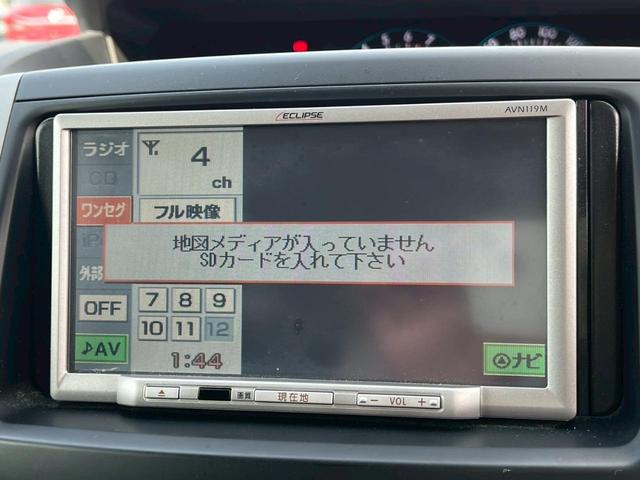 ECLIPSE
AVN119M
ラジオ
4
ch
CD
ワンセグ
フル映像
地図メディアが入っていません
SDカードを入れて下さい
外部
OFF
7 8 9
10 11 12
♪AV
1:44
ナビ
画質
現在地
− VOL +